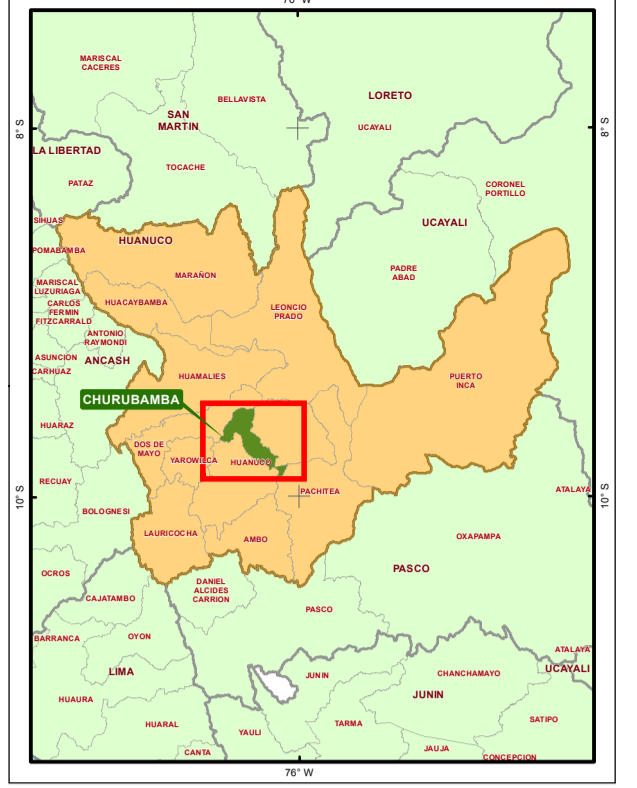 76° W
MARISCAL
CACERES
BELLAVISTA
LORETO
SAN
MARTIN
UCAYALI
8° S
8° S
LA LIBERTAD
TOCACHE
PATAZ
CORONEL
PORTILLO
SIHUAS
UCAYALI
HUANUCO
POMABAMBA
MARAÑON
PADRE
ABAD
MARISCAL
LUZURIAGA
HUACAYBAMBA
CARLOS
FERMIN
FITZCARRALD
LEONCIO
PRADO
ANTONIO
RAYMONDI
ASUNCION
ANCASH
CARHUAZ
HUAMALIES
PUERTO
INCA
CHURUBAMBA
HUARAZ
DOS DE
MAYO
YAROWILCA
HUANUCO
RECUAY
PACHITEA
ATALAYA
10° S
10° S
BOLOGNESI
LAURICOCHA
AMBO
OXAPAMPA
PASCO
OCROS
DANIEL
ALCIDES
CARRION
CAJATAMBO
PASCO
BARRANCA
OYON
ATALAYA
LIMA
JUNIN
CHANCHAMAYO
UCAYALI
HUAURA
JUNIN
HUARAL
TARMA
SATIPO
YAULI
CANTA
JAUJA
CONCEPCION
76° W